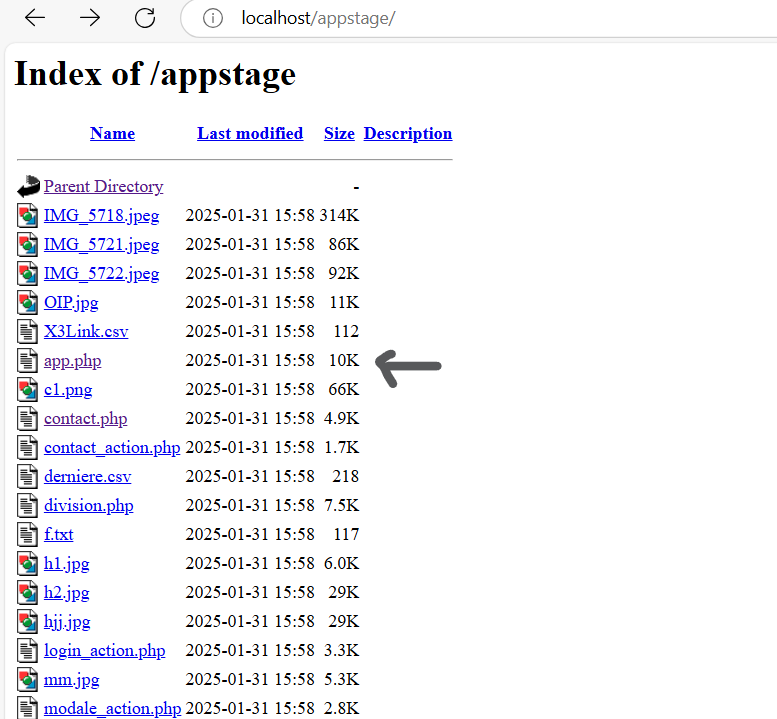 localhost/appstage/
Index of /appstage
Name Last modified Size Description
Parent Directory -
IMG_5718.jpeg 2025-01-31 15:58 314K
IMG_5721.jpeg 2025-01-31 15:58 86K
IMG_5722.jpeg 2025-01-31 15:58 92K
OIP.jpg 2025-01-31 15:58 11K
X3Link.csv 2025-01-31 15:58 112
app.php 2025-01-31 15:58 10K
c1.png 2025-01-31 15:58 66K
contact.php 2025-01-31 15:58 4.9K
contact_action.php 2025-01-31 15:58 1.7K
derniere.csv 2025-01-31 15:58 218
division.php 2025-01-31 15:58 7.5K
f.txt 2025-01-31 15:58 117
h1.jpg 2025-01-31 15:58 6.0K
h2.jpg 2025-01-31 15:58 29K
hjj.jpg 2025-01-31 15:58 29K
login_action.php 2025-01-31 15:58 3.3K
mm.jpg 2025-01-31 15:58 5.3K
modale_action.php 2025-01-31 15:58 2.8K